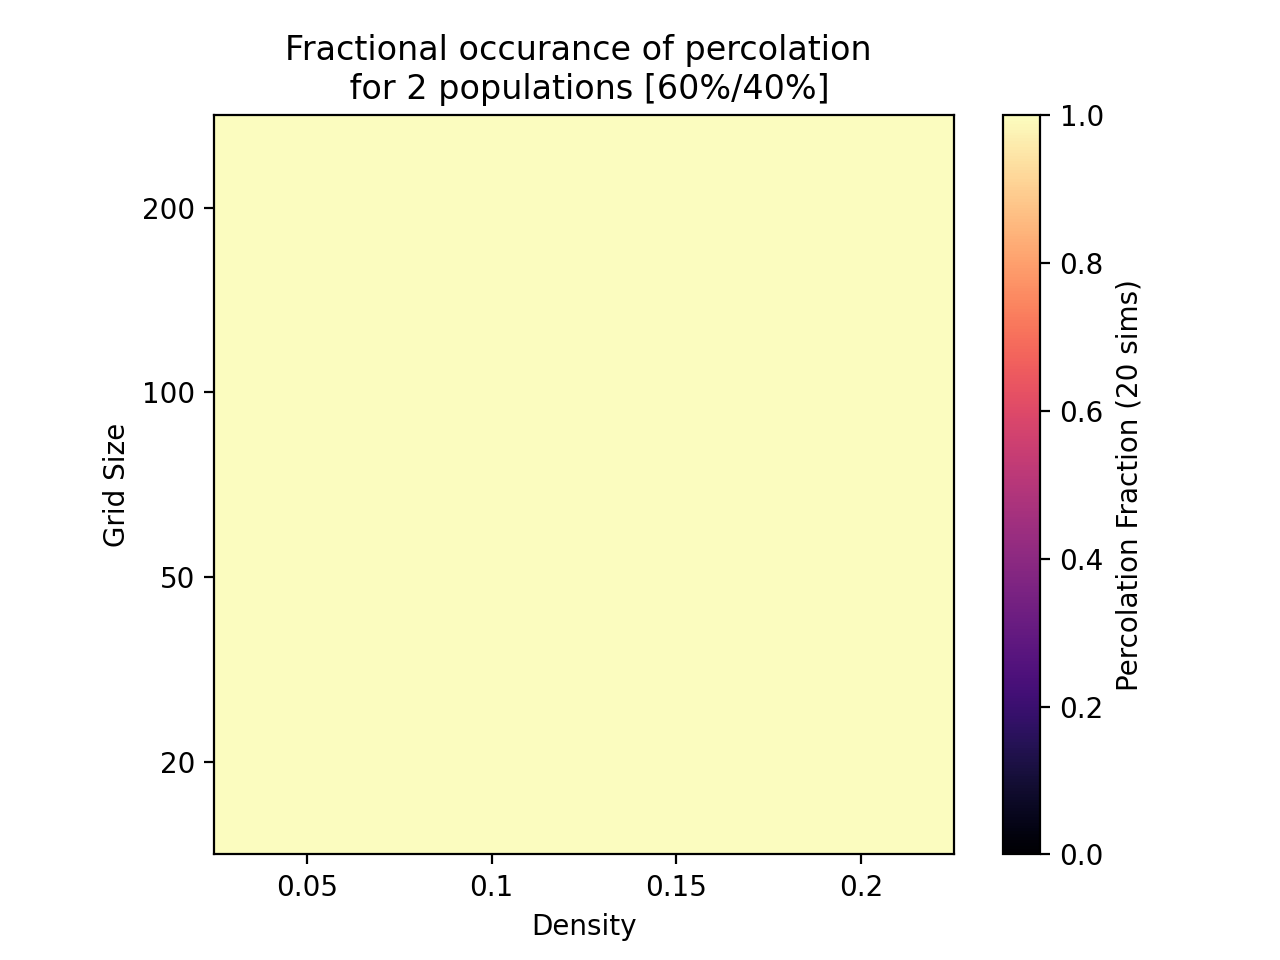 Fractional occurance of percolation
for 2 populations [60%/40%]
200
100
50
20
Grid Size
0.05
0.1
0.15
0.2
Density
1.0
0.8
0.6
0.4
0.2
0.0
Percolation Fraction (20 sims)